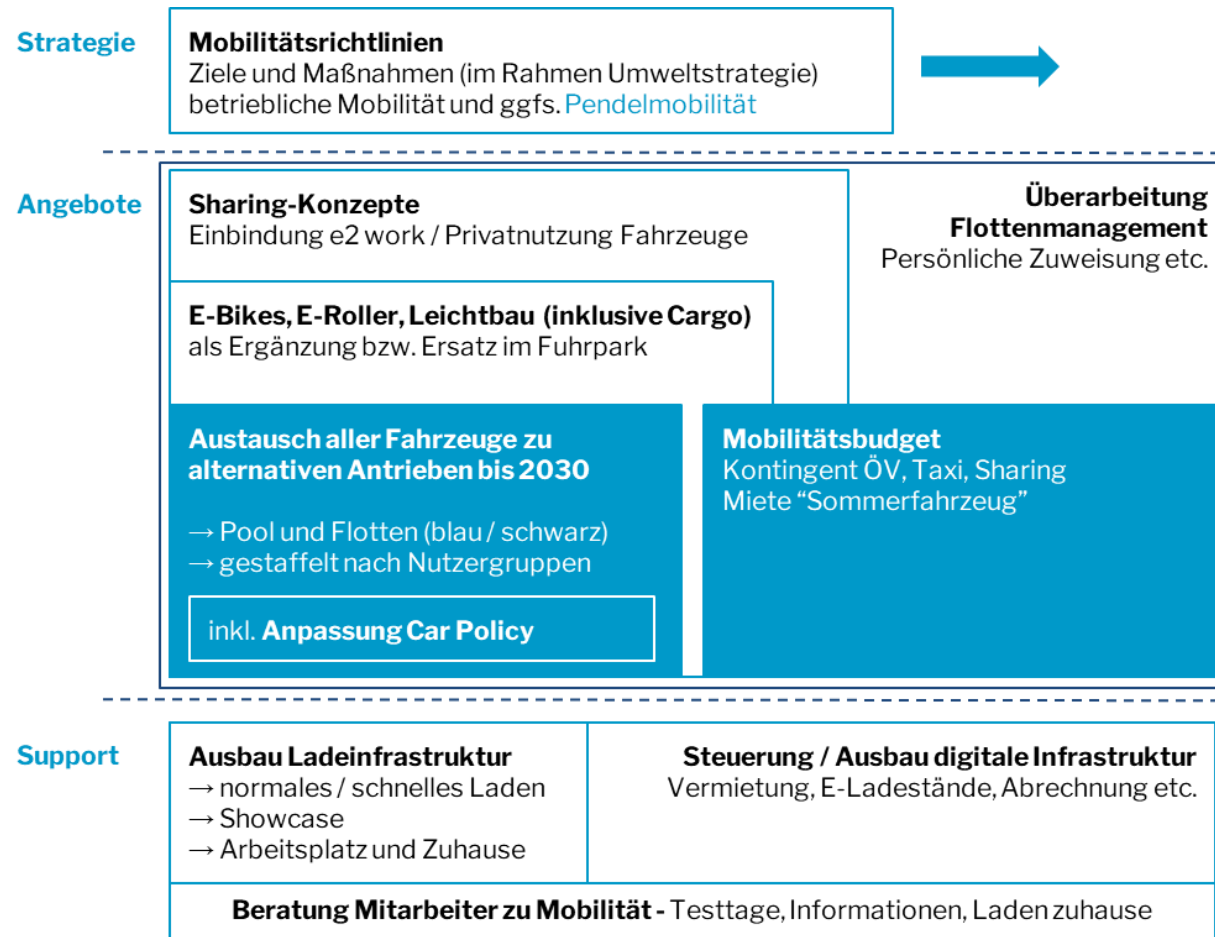 Strategie
Mobilitätsrichtlinien
Ziele und Maßnahmen (im Rahmen Umweltstrategie)
betriebliche Mobilität und ggfs. Pendelmobilität
Angebote
Sharing-Konzepte
Einbindung e2 work / Privatnutzung Fahrzeuge
Überarbeitung
Flottenmanagement
Persönliche Zuweisung etc.
E-Bikes, E-Roller, Leichtbau (inklusive Cargo)
als Ergänzung bzw. Ersatz im Fuhrpark
Austausch aller Fahrzeuge zu
alternativen Antrieben bis 2030
→ Pool und Flotten (blau / schwarz)
→ gestaffelt nach Nutzergruppen
inkl. Anpassung Car Policy
Mobilitätsbudget
Kontingent ÖV, Taxi, Sharing
Miete “Sommerfahrzeug”
Support
Ausbau Ladeinfrastruktur
→ normales / schnelles Laden
→ Showcase
→ Arbeitsplatz und Zuhause
Steuerung / Ausbau digitale Infrastruktur
Vermietung, E-Ladestände, Abrechnung etc.
Beratung Mitarbeiter zu Mobilität - Testtage, Informationen, Laden zuhause